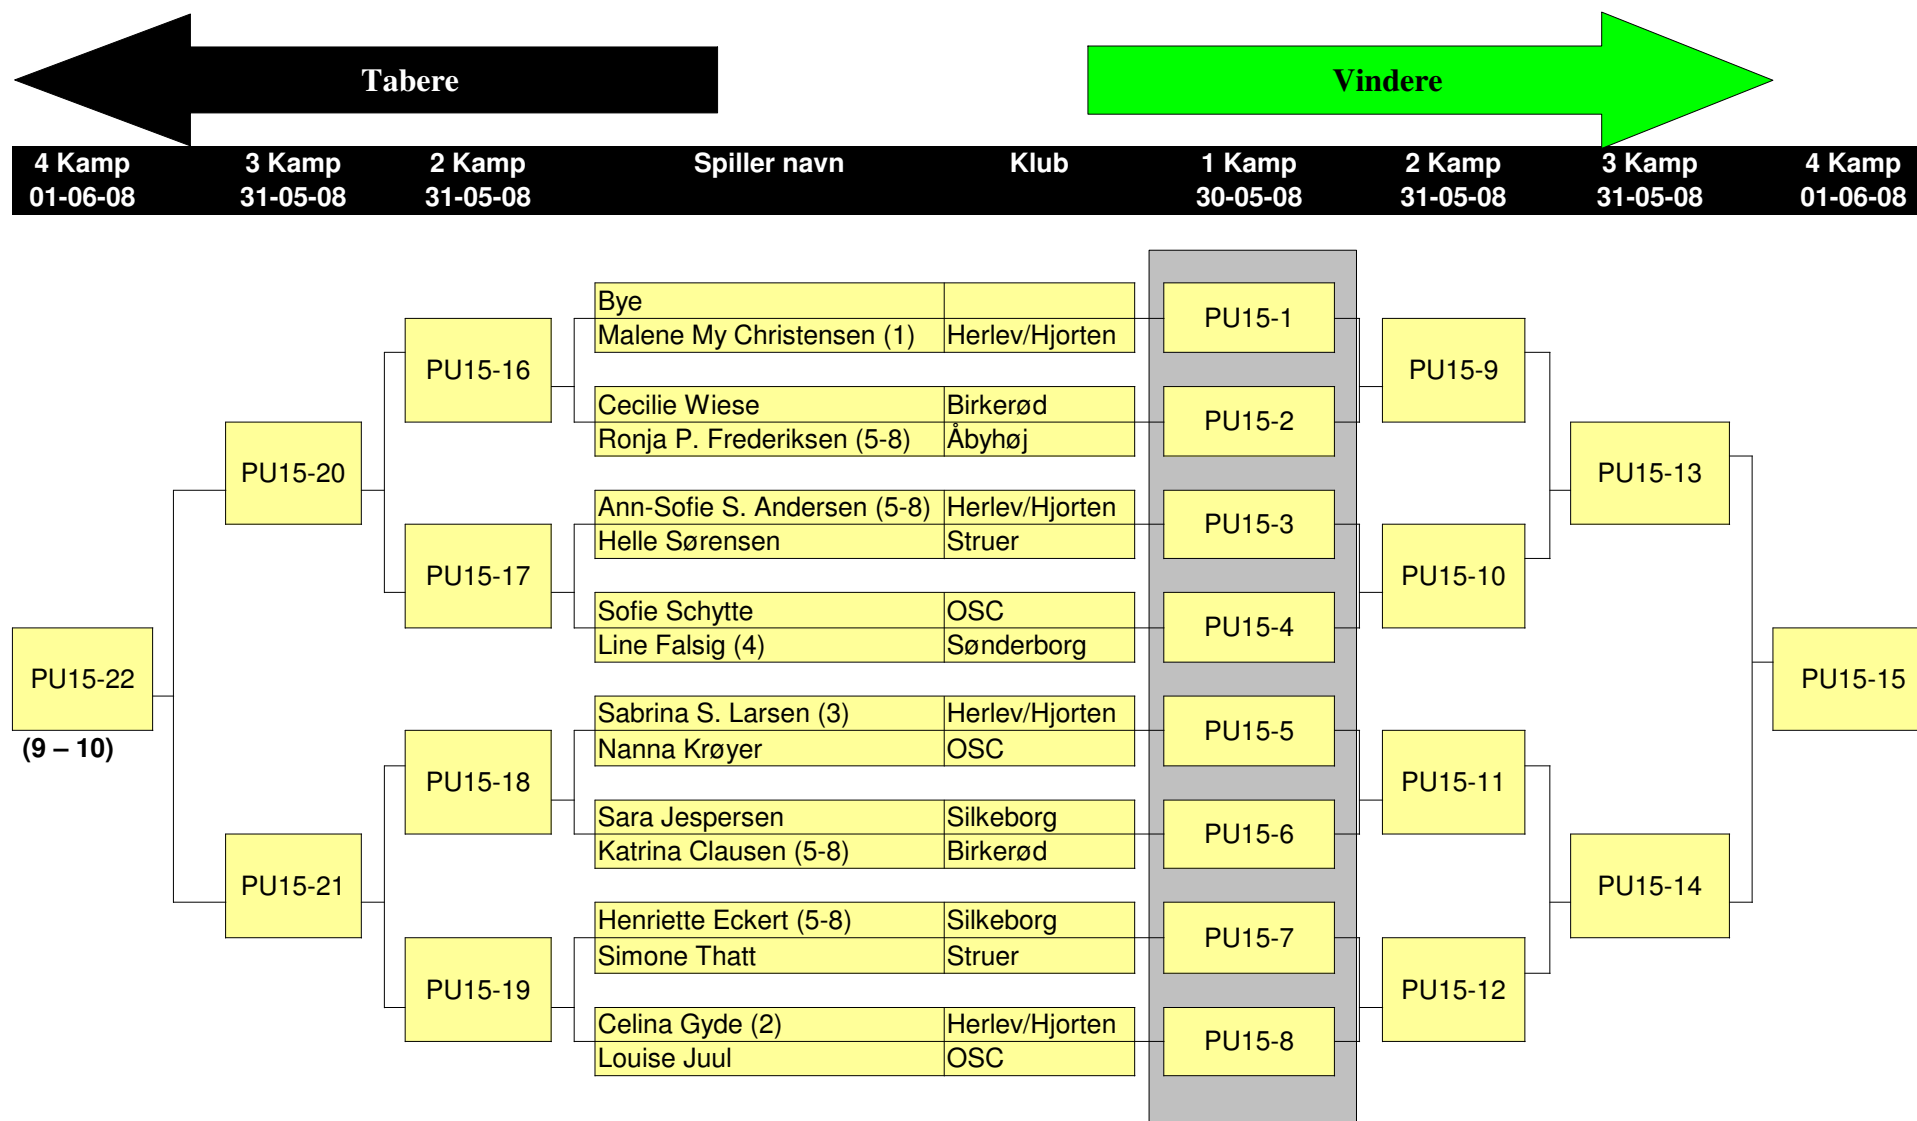 Tabere
Vindere
4 Kamp 3 Kamp 2 Kamp Spiller navn Klub 1 Kamp 2 Kamp 3 Kamp 4 Kamp
01-06-08 31-05-08 31-05-08 30-05-08 31-05-08 31-05-08 01-06-08
Bye
PU15-1
Malene My Christensen (1) Herlev/Hjorten
PU15-16
PU15-9
Cecilie Wiese Birkerød
PU15-2
Ronja P. Frederiksen (5-8) Åbyhøj
PU15-20
PU15-13
Ann-Sofie S. Andersen (5-8) Herlev/Hjorten
PU15-3
Helle Sørensen Struer
PU15-17
PU15-10
Sofie Schytte OSC
PU15-4
Line Falsig (4) Sønderborg
PU15-22
PU15-15
Sabrina S. Larsen (3) Herlev/Hjorten
PU15-5
Nanna Krøyer OSC
(9 – 10)
PU15-18
PU15-11
Sara Jespersen Silkeborg
PU15-6
Katrina Clausen (5-8) Birkerød
PU15-21
PU15-14
Henriette Eckert (5-8) Silkeborg
PU15-7
Simone Thatt Struer
PU15-19
PU15-12
Celina Gyde (2) Herlev/Hjorten
PU15-8
Louise Juul OSC